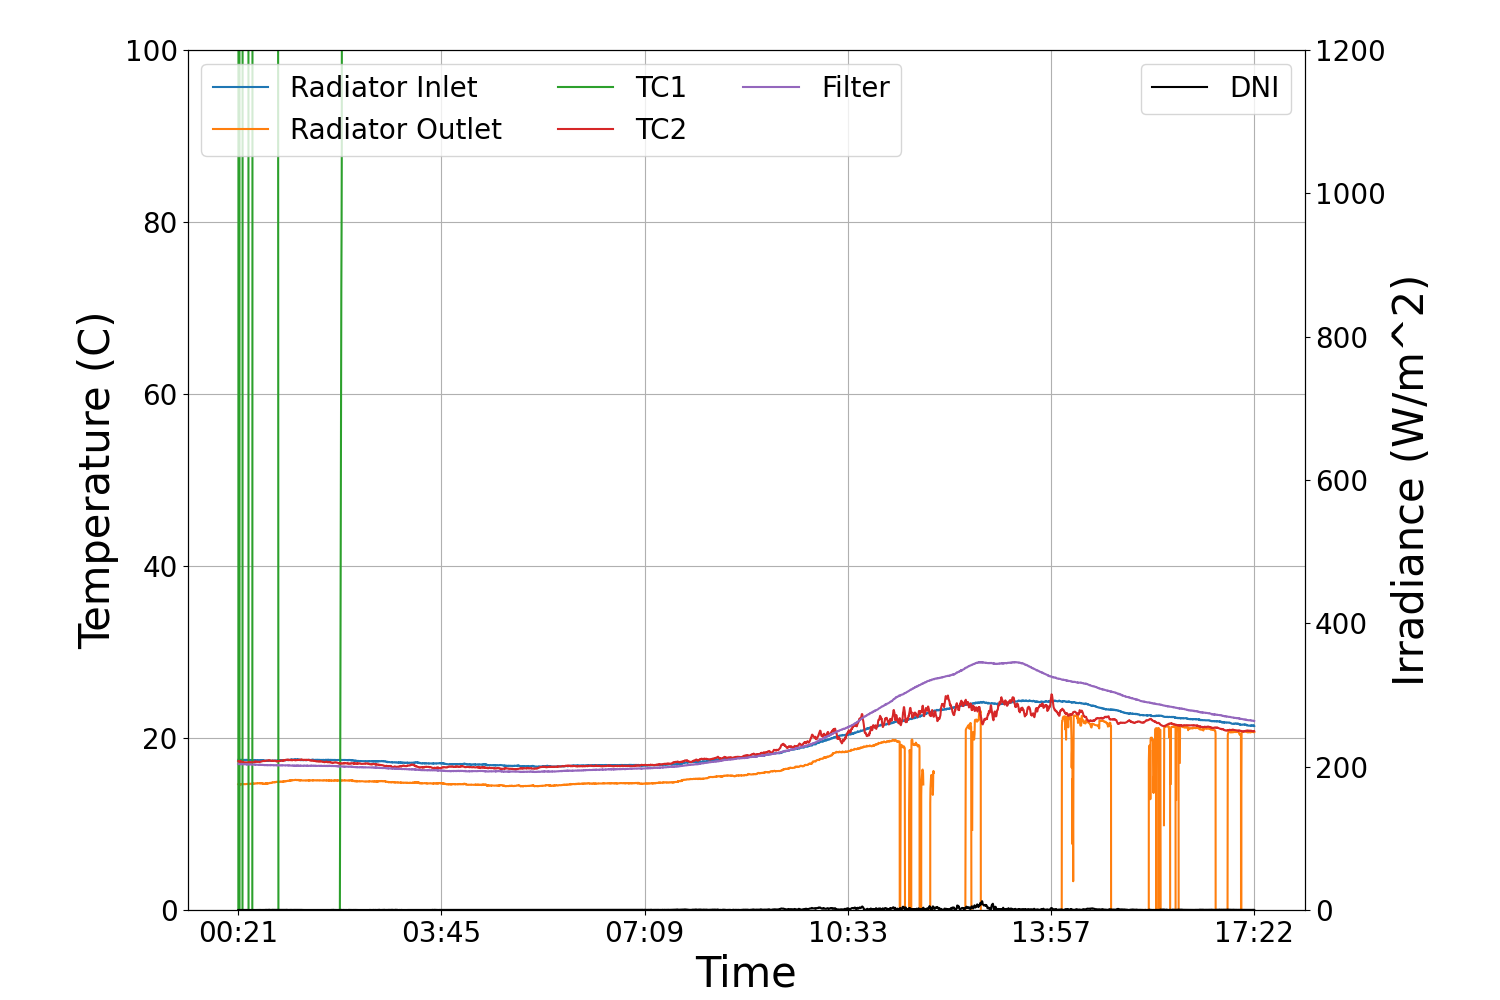 Radiator Inlet
Radiator Outlet
TC1
TC2
Filter
DNI
100
80
60
40
20
0
Temperature (C)
1200
1000
800
600
400
200
0
Irradiance (W/m^2)
00:21 03:45 07:09 10:33 13:57 17:22
Time